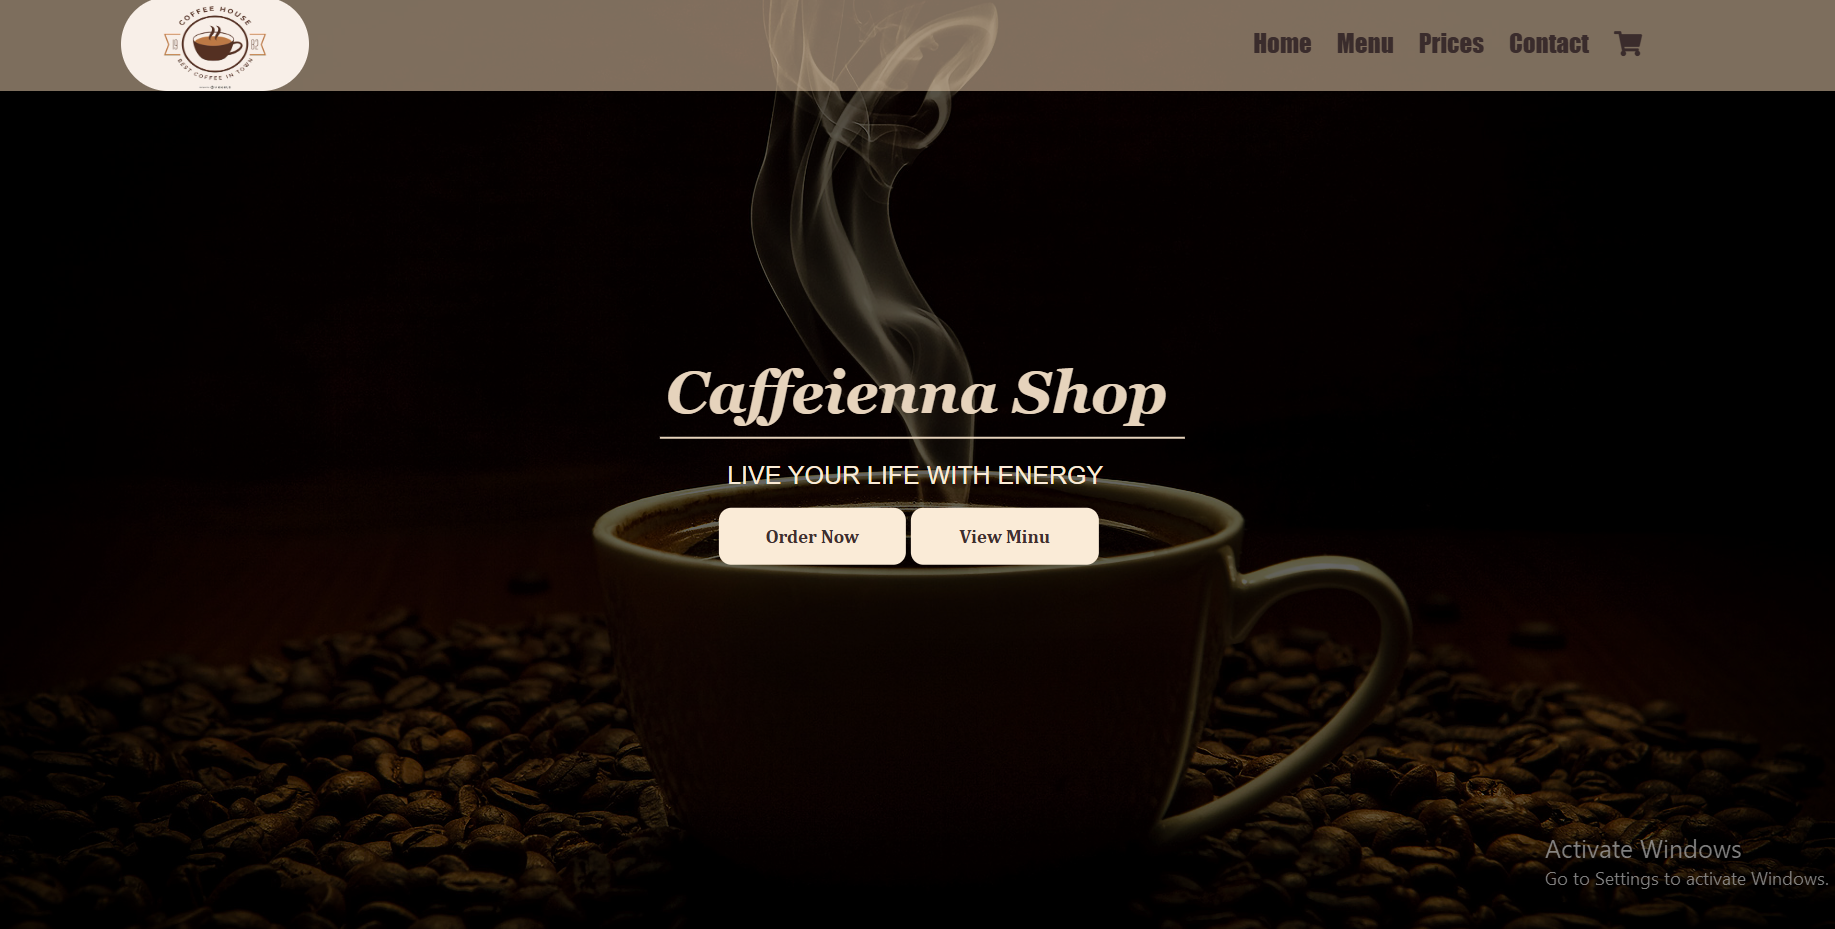 COFFEE HOUSE
BEST COFFEE IN TOWN
Home Menu Prices Contact
Caffeienna Shop
LIVE YOUR LIFE WITH ENERGY
Order Now View Minu
Activate Windows
Go to Settings to activate Windows.